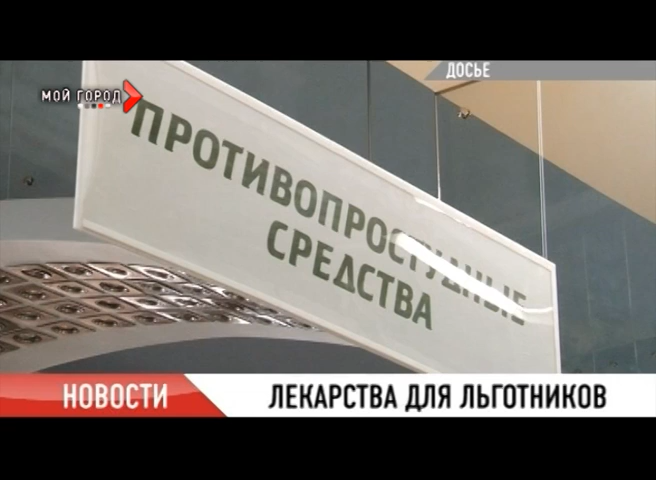 ДОСЬЕ
МОЙ ГОРОД
ПРОТИВОПРОСТУДНЫЕ
СРЕДСТВА
НОВОСТИ
ЛЕКАРСТВА ДЛЯ ЛЬГОТНИКОВ